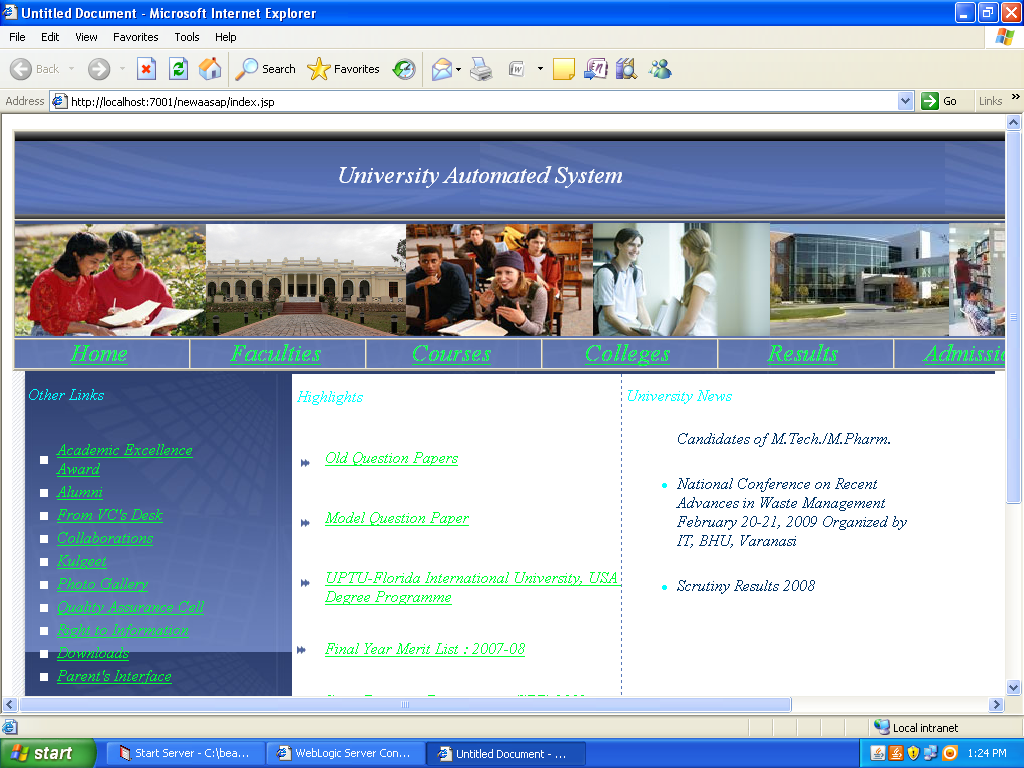 Untitled Document - Microsoft Internet Explorer
File Edit View Favorites Tools Help
Back Search Favorites
Address http://localhost:7001/newaasap/index.jsp Go Links »
University Automated System
Home Faculties Courses Colleges Results
Other Links
Academic Excellence
Award
Alumni
From VC's Desk
Collaborations
Kulgeet
Photo Gallery
Quality Assurance Cell
Right to Information
Downloads
Parent's Interface
Highlights
Old Question Papers
Model Question Paper
UPTU-Florida International University, USA
Degree Programme
Final Year Merit List : 2007-08
University News
Candidates of M.Tech./M.Pharm.
National Conference on Recent
Advances in Waste Management
February 20-21, 2009 Organized by
IT, BHU, Varanasi
Scrutiny Results 2008
Local intranet
start Start Server - C:\bea... WebLogic Server Con... Untitled Document - ... 1:24 PM